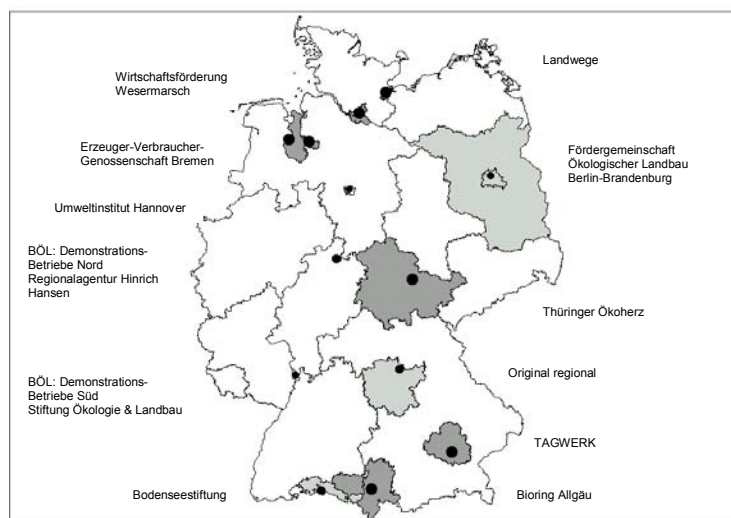 Wirtschaftsförderung
Wesermarsch
Erzeuger-Verbraucher-
Genossenschaft Bremen
Umweltinstitut Hannover
BÖL: Demonstrations-
Betriebe Nord
Regionalagentur Hinrich
Hansen
BÖL: Demonstrations-
Betriebe Süd
Stiftung Ökologie & Landbau
Bodenseestiftung
Landwege
Fördergemeinschaft
Ökologischer Landbau
Berlin-Brandenburg
Thüringer Ökoherz
Original regional
TAGWERK
Bioring Allgäu